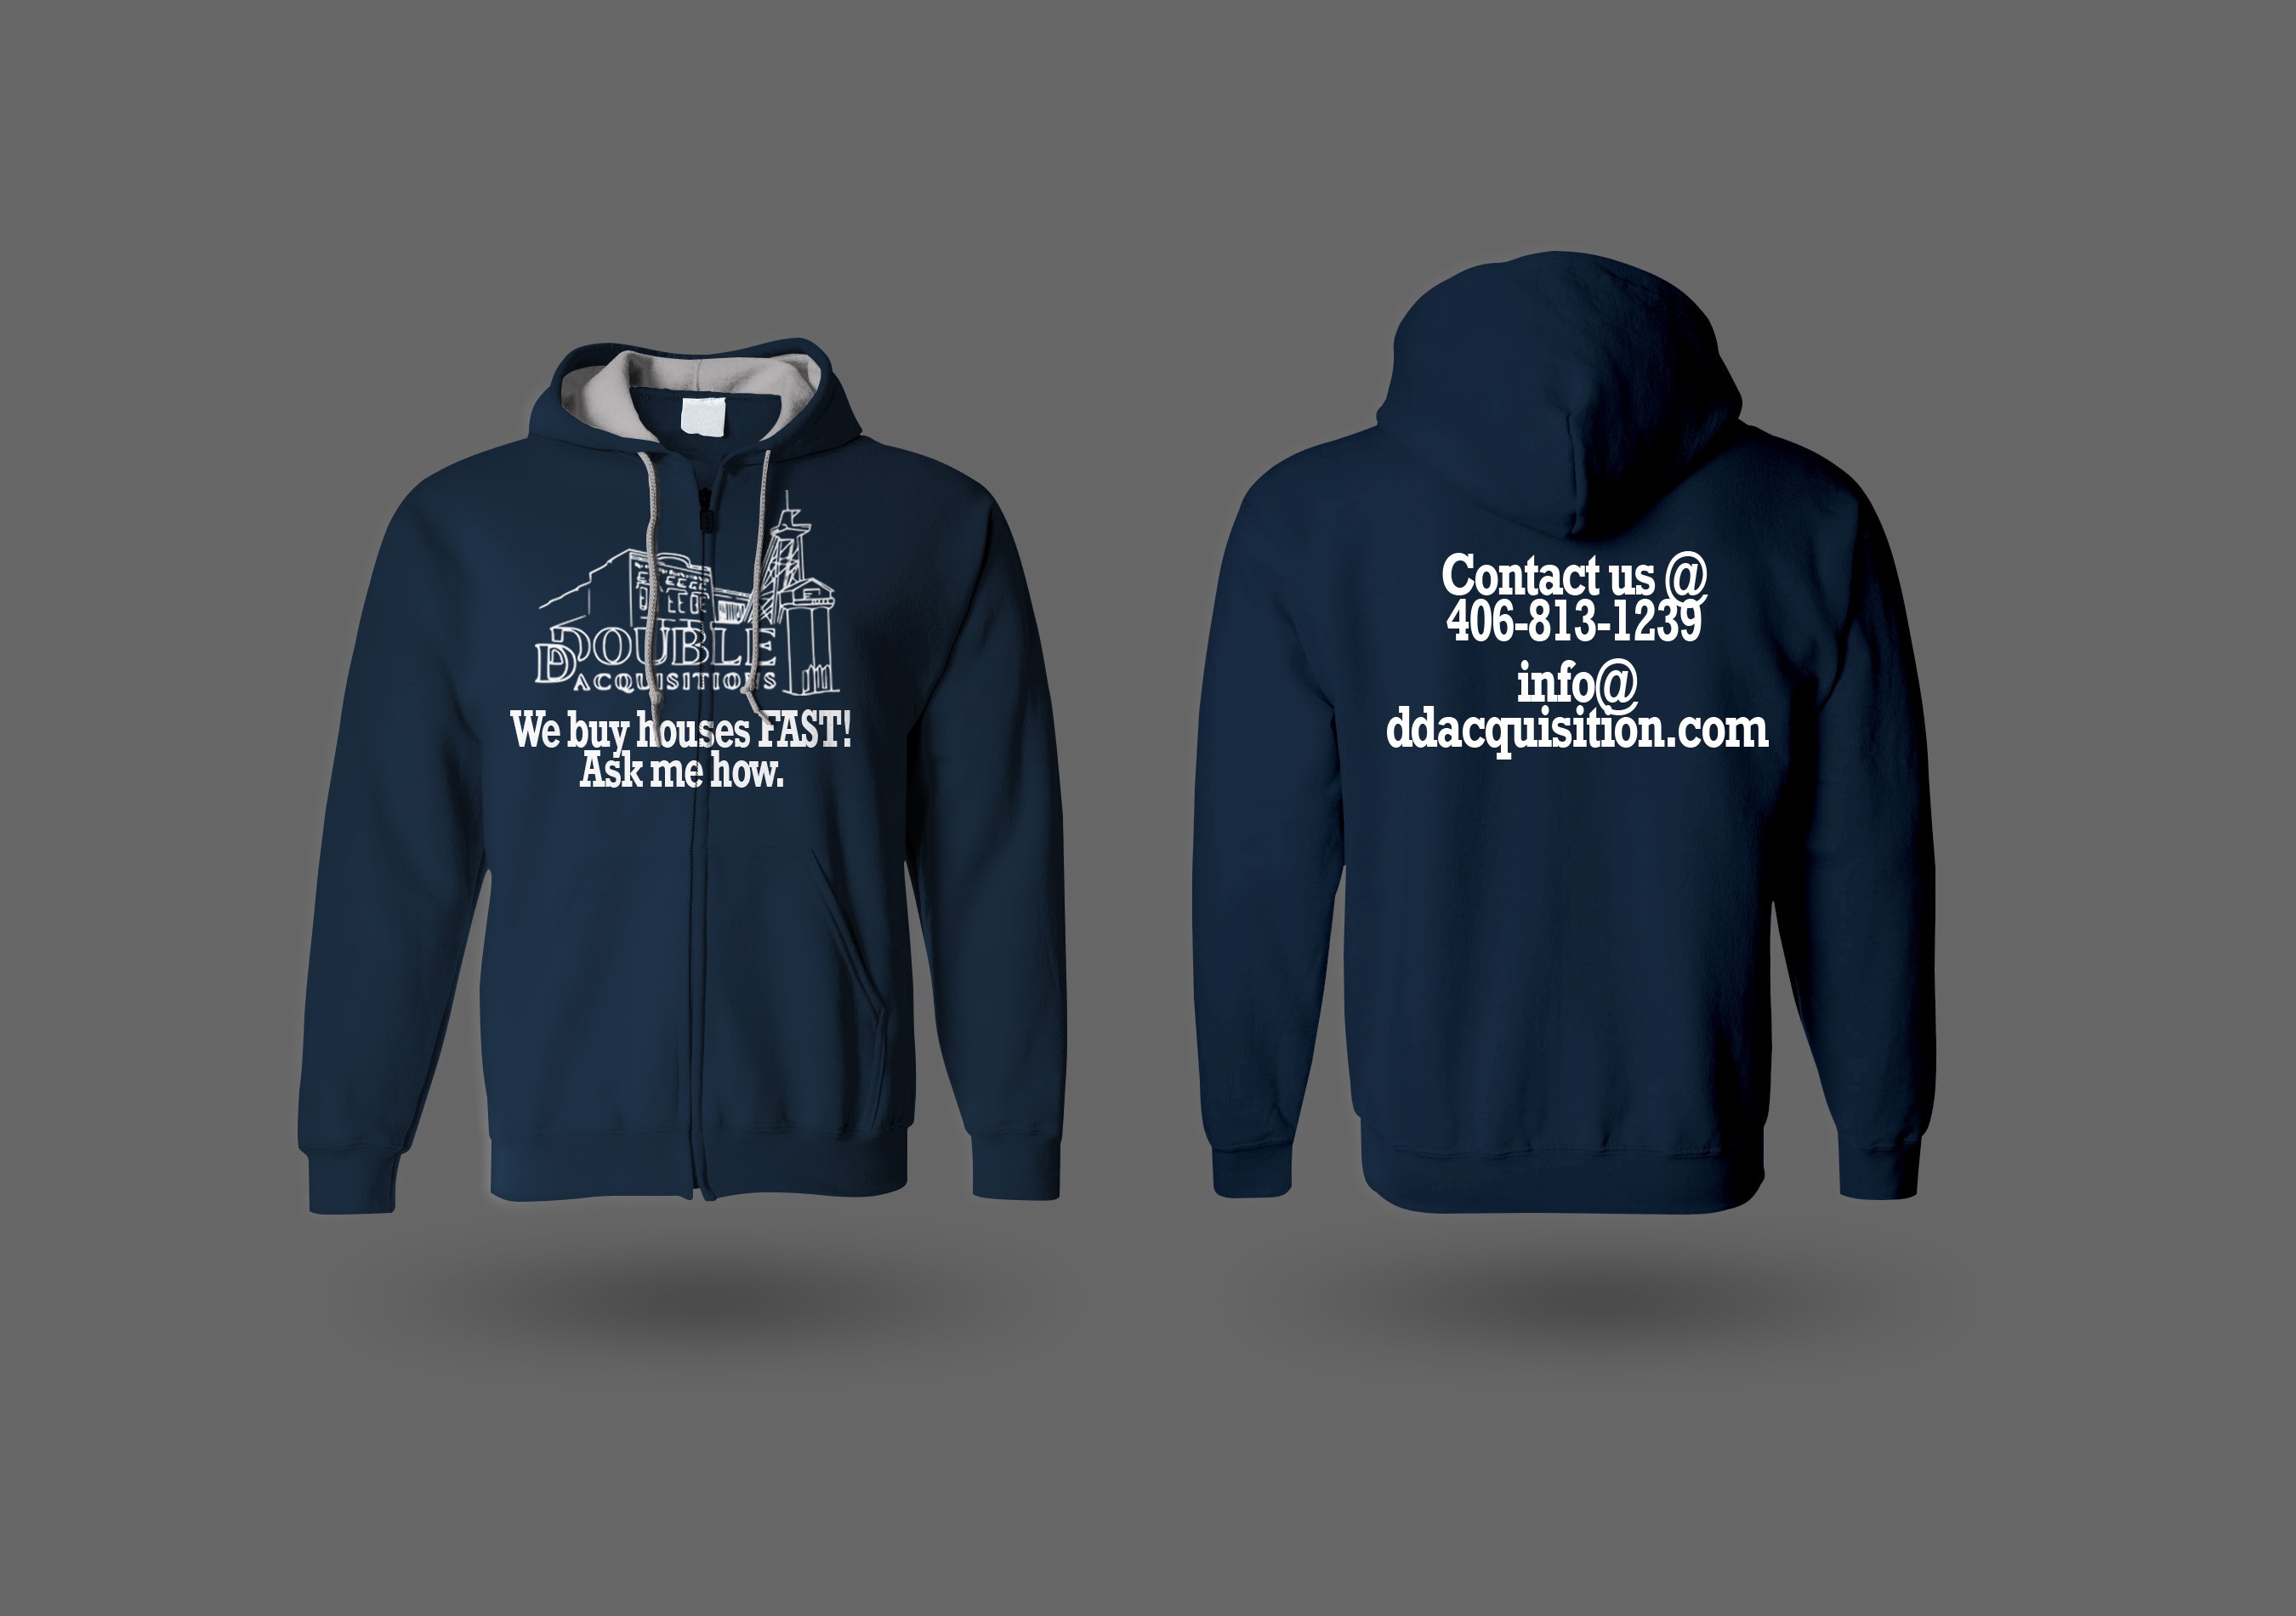 DOUBLE
D ACQUISITIONS
We buy houses FAST!
Ask me how.
Contact us @
406-813-1239
info@
ddacquisition.com